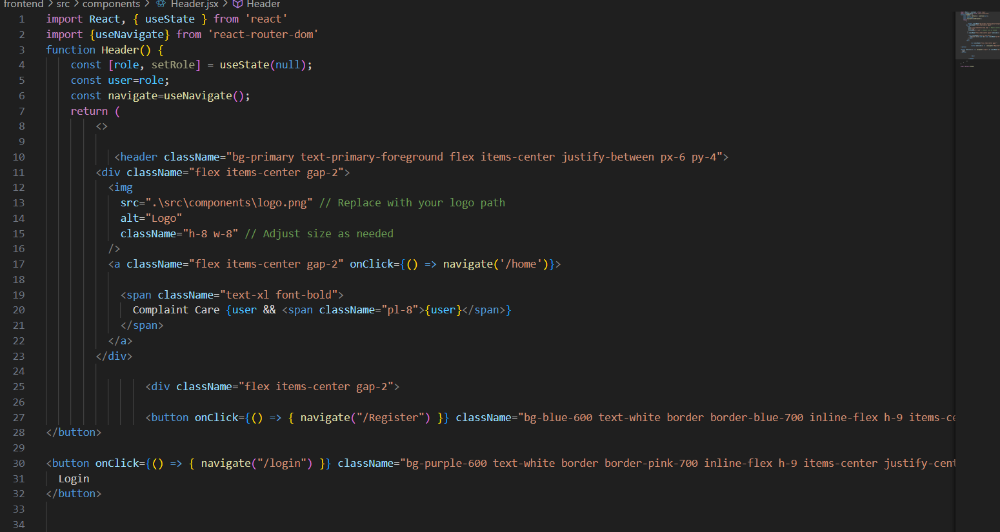 frontend > src > components > Header.jsx > Header
1 import React, { useState } from 'react'
2 import {useNavigate} from 'react-router-dom'
3 function Header() {
4 const [role, setRole] = useState(null);
5 const user=role;
6 const navigate=useNavigate();
7 return (
8 <>
9
10 <header className="bg-primary text-primary-foreground flex items-center justify-between px-6 py-4">
11 <div className="flex items-center gap-2">
12 <img
13 src=".\src\components\logo.png" // Replace with your logo path
14 alt="Logo"
15 className="h-8 w-8" // Adjust size as needed
16 />
17 <a className="flex items-center gap-2" onClick={() => navigate('/home')}>
18
19 <span className="text-xl font-bold">
20 Complaint Care {user && <span className="pl-8">{user}</span>}
21 </span>
22 </a>
23 </div>
24
25 <div className="flex items-center gap-2">
26
27 <button onClick={() => { navigate("/Register") }} className="bg-blue-600 text-white border border-blue-700 inline-flex h-9 items-ce
28 </button>
29
30 <button onClick={() => { navigate("/login") }} className="bg-purple-600 text-white border border-pink-700 inline-flex h-9 items-center justify-cent
31 Login
32 </button>
33
34